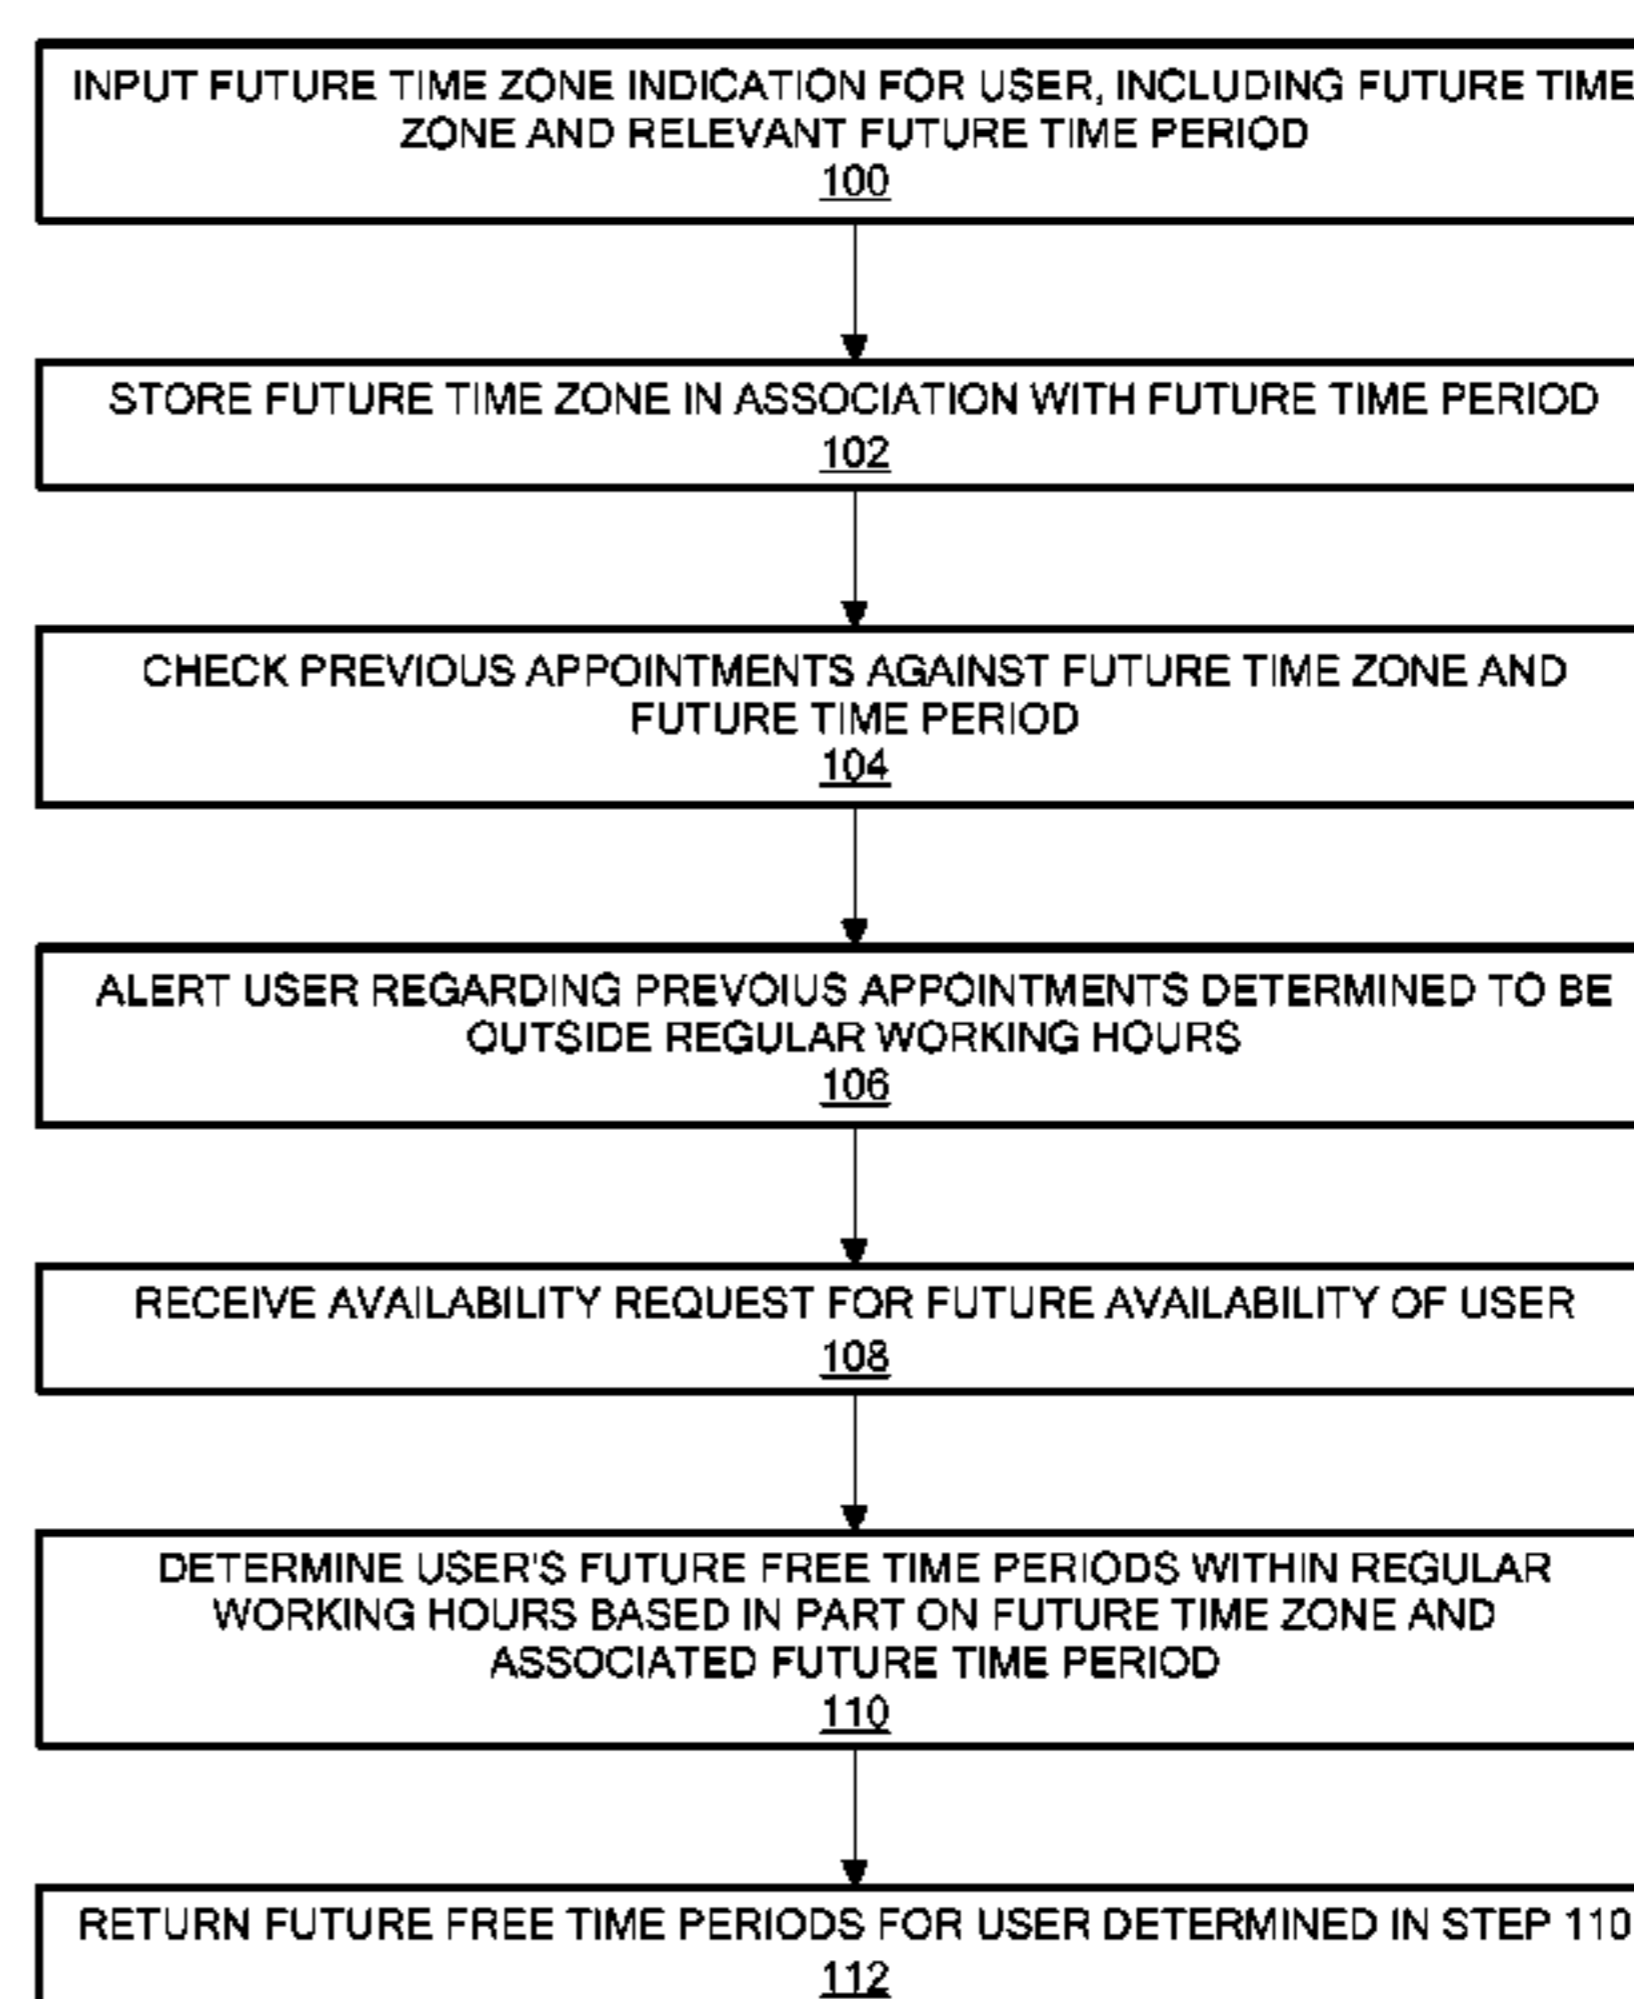 INPUT FUTURE TIME ZONE INDICATION FOR USER, INCLUDING FUTURE TIME
ZONE AND RELEVANT FUTURE TIME PERIOD
100
STORE FUTURE TIME ZONE IN ASSOCIATION WITH FUTURE TIME PERIOD
102
CHECK PREVIOUS APPOINTMENTS AGAINST FUTURE TIME ZONE AND
FUTURE TIME PERIOD
104
ALERT USER REGARDING PREVOIUS APPOINTMENTS DETERMINED TO BE
OUTSIDE REGULAR WORKING HOURS
106
RECEIVE AVAILABILITY REQUEST FOR FUTURE AVAILABILITY OF USER
108
DETERMINE USER'S FUTURE FREE TIME PERIODS WITHIN REGULAR
WORKING HOURS BASED IN PART ON FUTURE TIME ZONE AND
ASSOCIATED FUTURE TIME PERIOD
110
RETURN FUTURE FREE TIME PERIODS FOR USER DETERMINED IN STEP 110
112